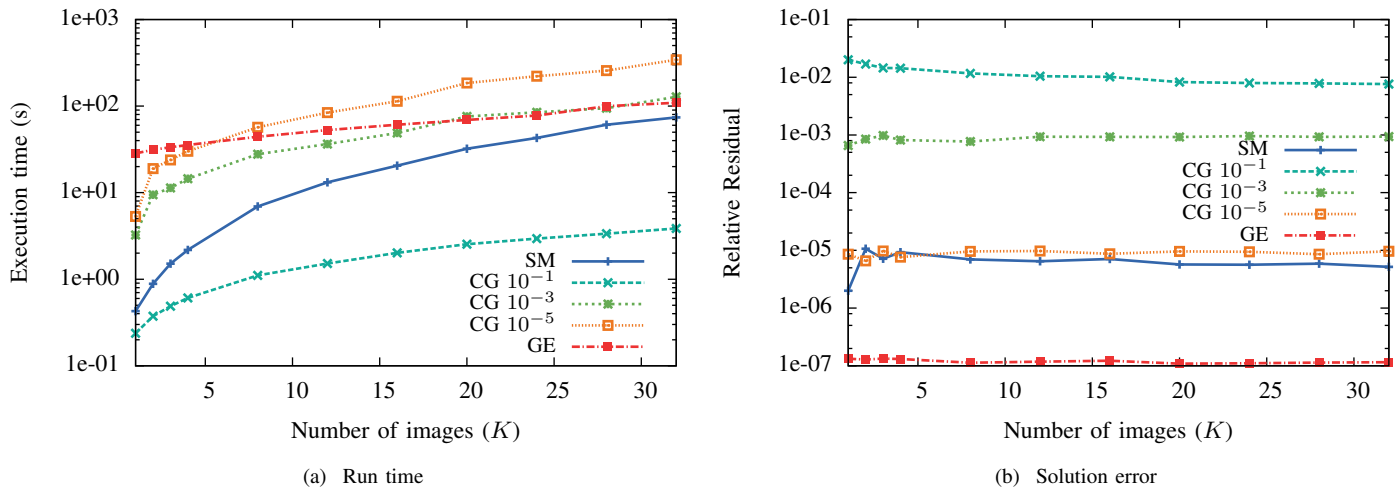 1e+03
1e+02
1e+01
1e+00
1e-01
Execution time (s)
SM
CG 10^{-1}
CG 10^{-3}
CG 10^{-5}
GE
5 10 15 20 25 30
Number of images (K)
(a) Run time
1e-01
1e-02
1e-03
1e-04
1e-05
1e-06
1e-07
Relative Residual
SM
CG 10^{-1}
CG 10^{-3}
CG 10^{-5}
GE
5 10 15 20 25 30
Number of images (K)
(b) Solution error